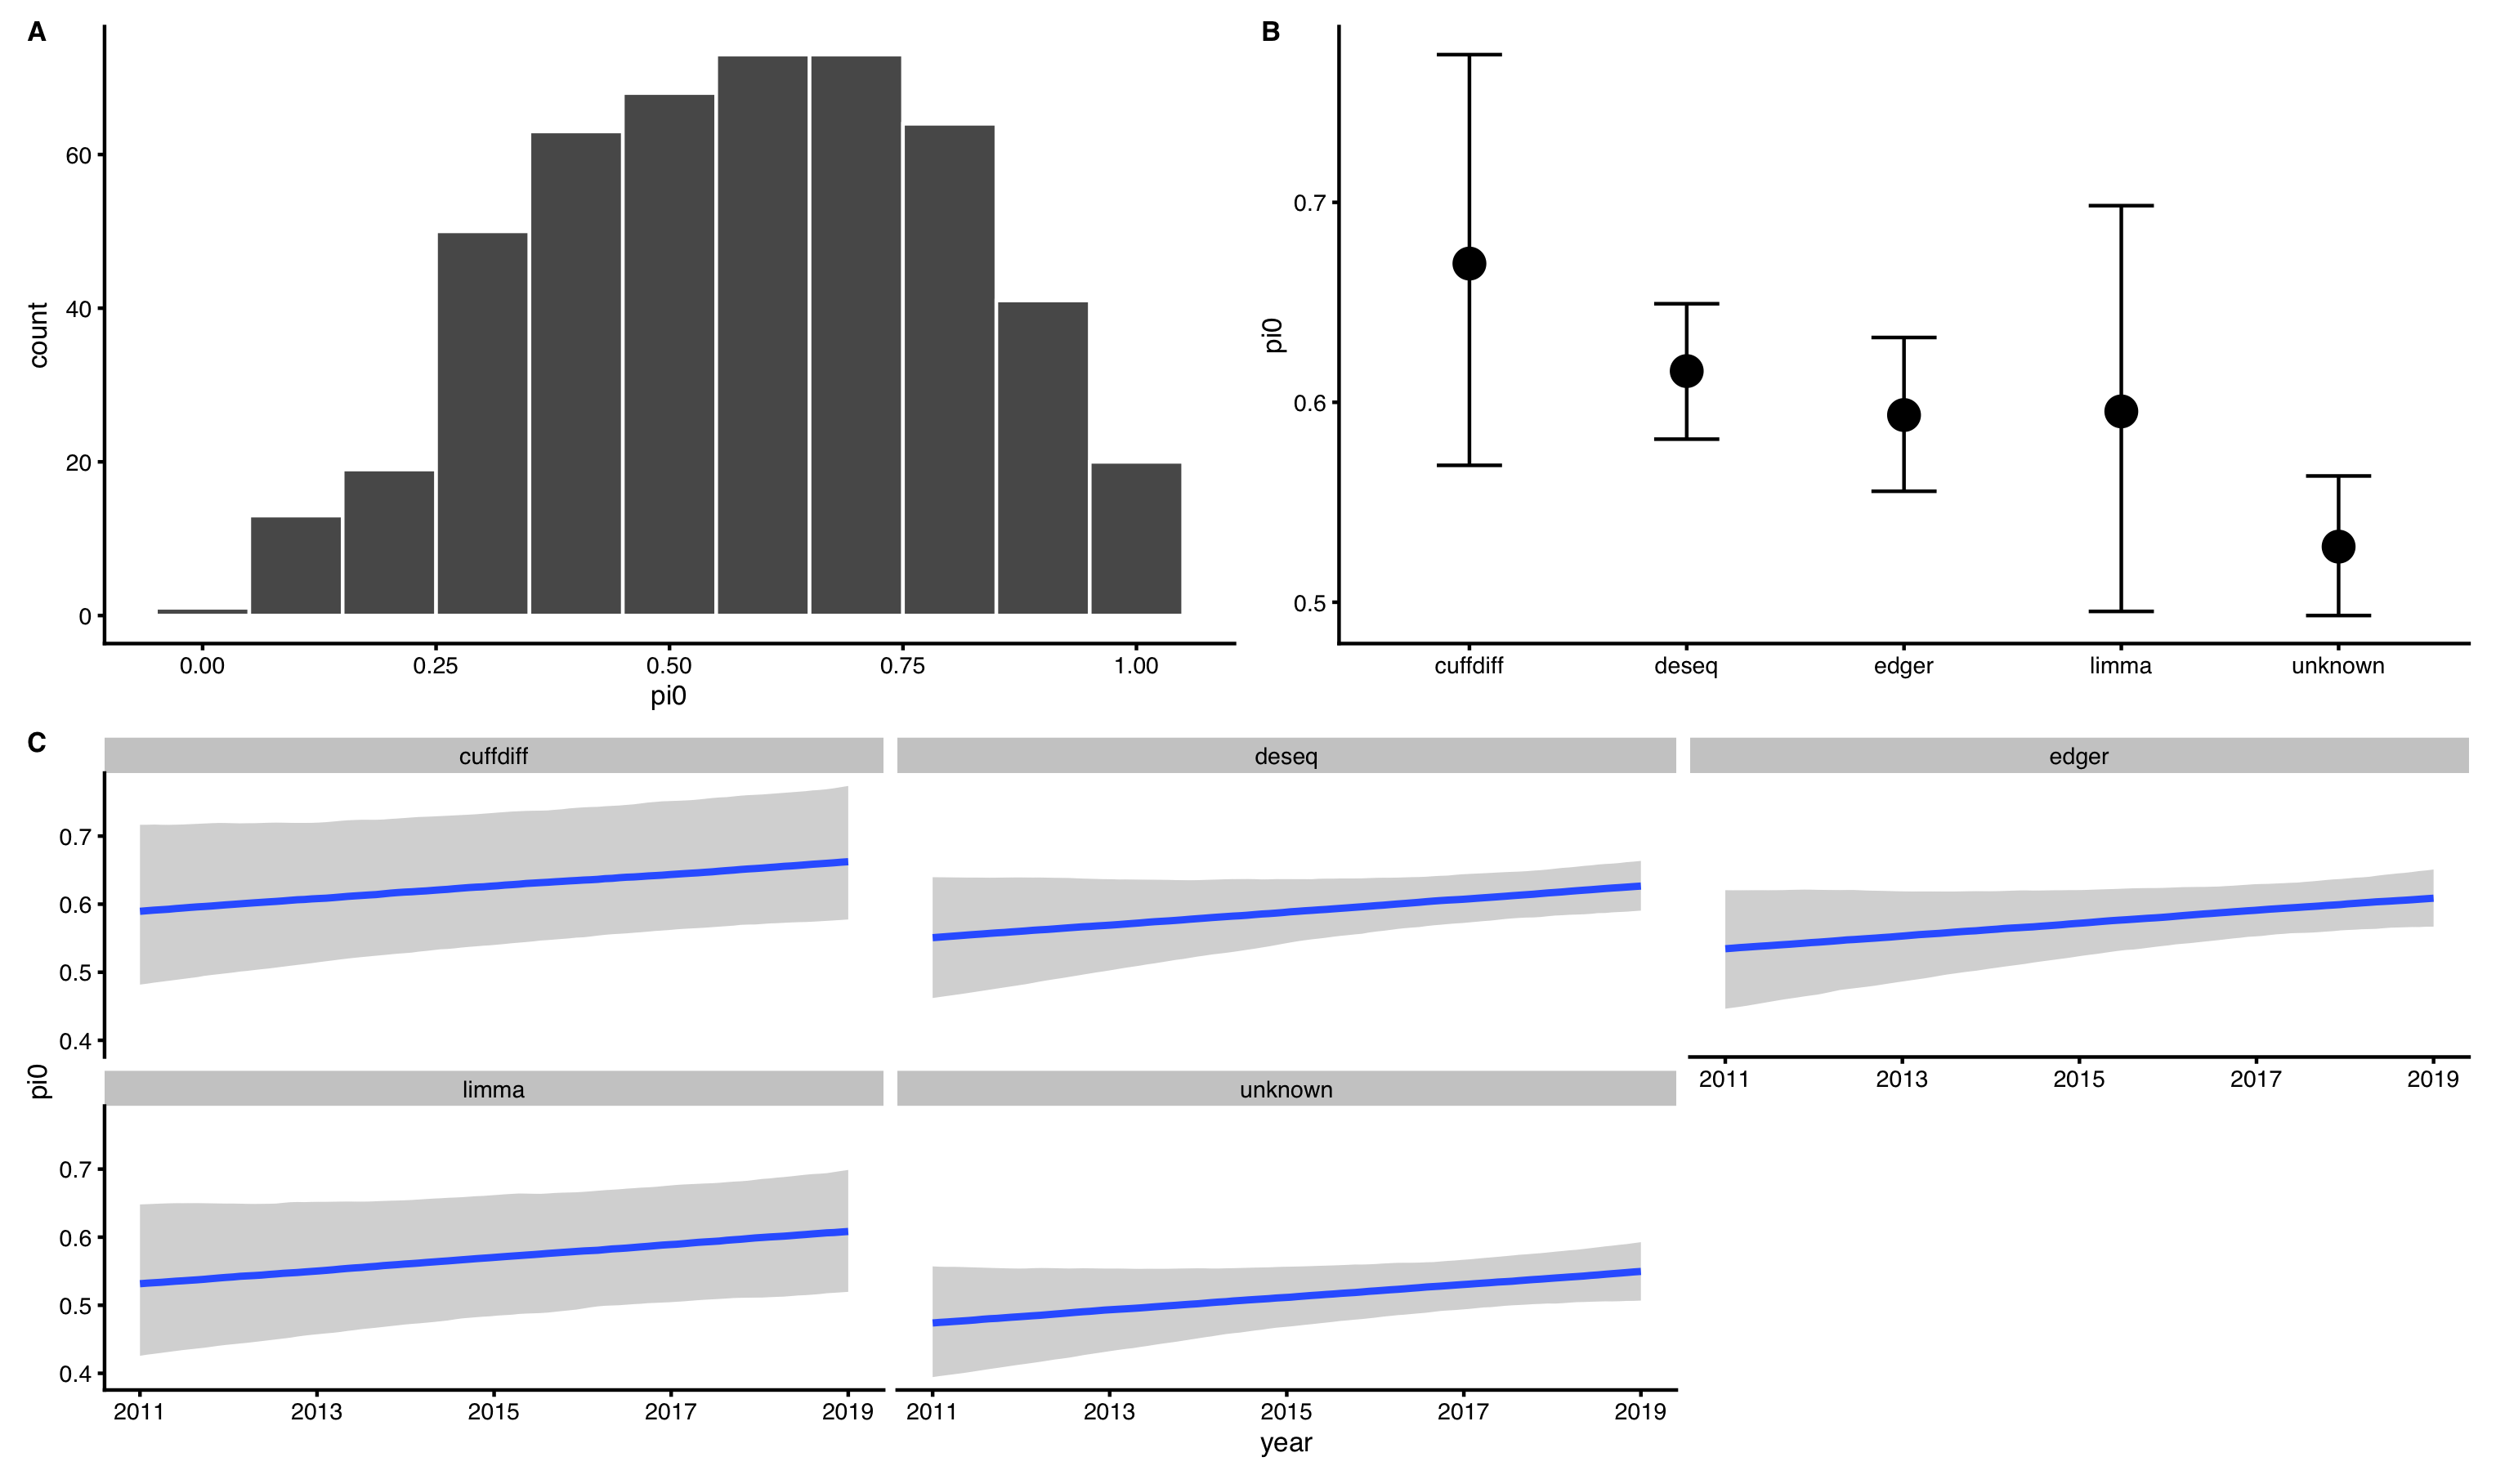 A
count
60
40
20
0
0.00 0.25 0.50 0.75 1.00
pi0
B
pi0
0.7
0.6
0.5
cuffdiff deseq edger limma unknown
C
pi0
cuffdiff deseq edger
0.7
0.6
0.5
0.4
2011 2013 2015 2017 2019
limma unknown
0.7
0.6
0.5
0.4
2011 2013 2015 2017 2019 2011 2013 2015 2017 2019
year